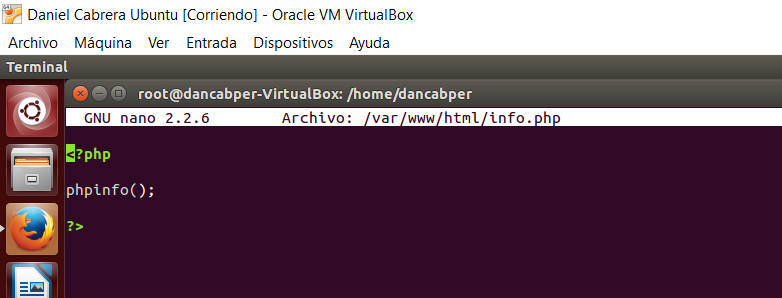 Daniel Cabrera Ubuntu [Corriendo] - Oracle VM VirtualBox
Archivo Máquina Ver Entrada Dispositivos Ayuda
Terminal
root@dancabper-VirtualBox: /home/dancabper
GNU nano 2.2.6 Archivo: /var/www/html/info.php
<?php
phpinfo();
?>